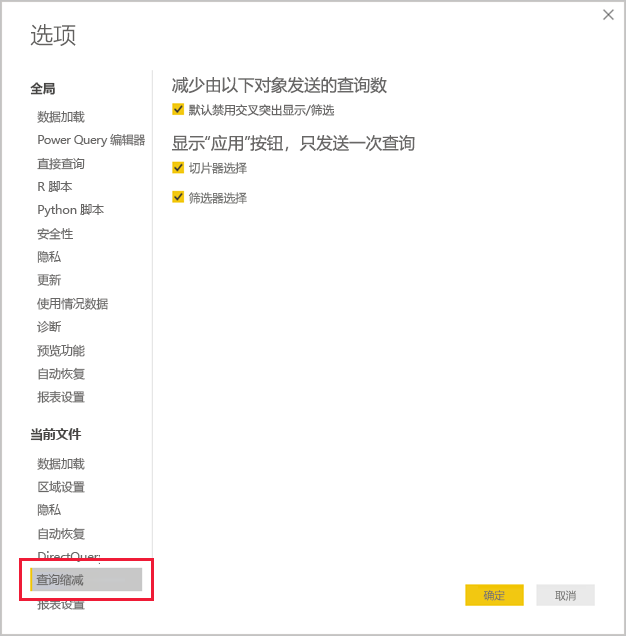 选项
全局
数据加载
Power Query 编辑器
直接查询
R 脚本
Python 脚本
安全性
隐私
更新
使用情况数据
诊断
预览功能
自动恢复
报表设置
当前文件
数据加载
区域设置
隐私
自动恢复
DirectQuer
查询缩减
报表设置
减少由以下对象发送的查询数
默认禁用交叉突出显示/筛选
显示“应用”按钮，只发送一次查询
切片器选择
筛选器选择
确定
取消